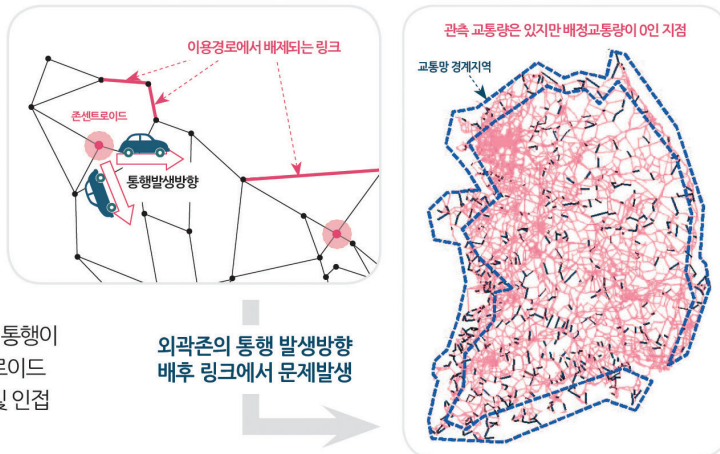 이용경로에서 배제되는 링크
존센트로이드
통행발생방향
관측 교통량은 있지만 배정교통량이 0인 지점
교통망 경계지역
통행이
로이드
및 인접
외곽존의 통행 발생방향
배후 링크에서 문제발생